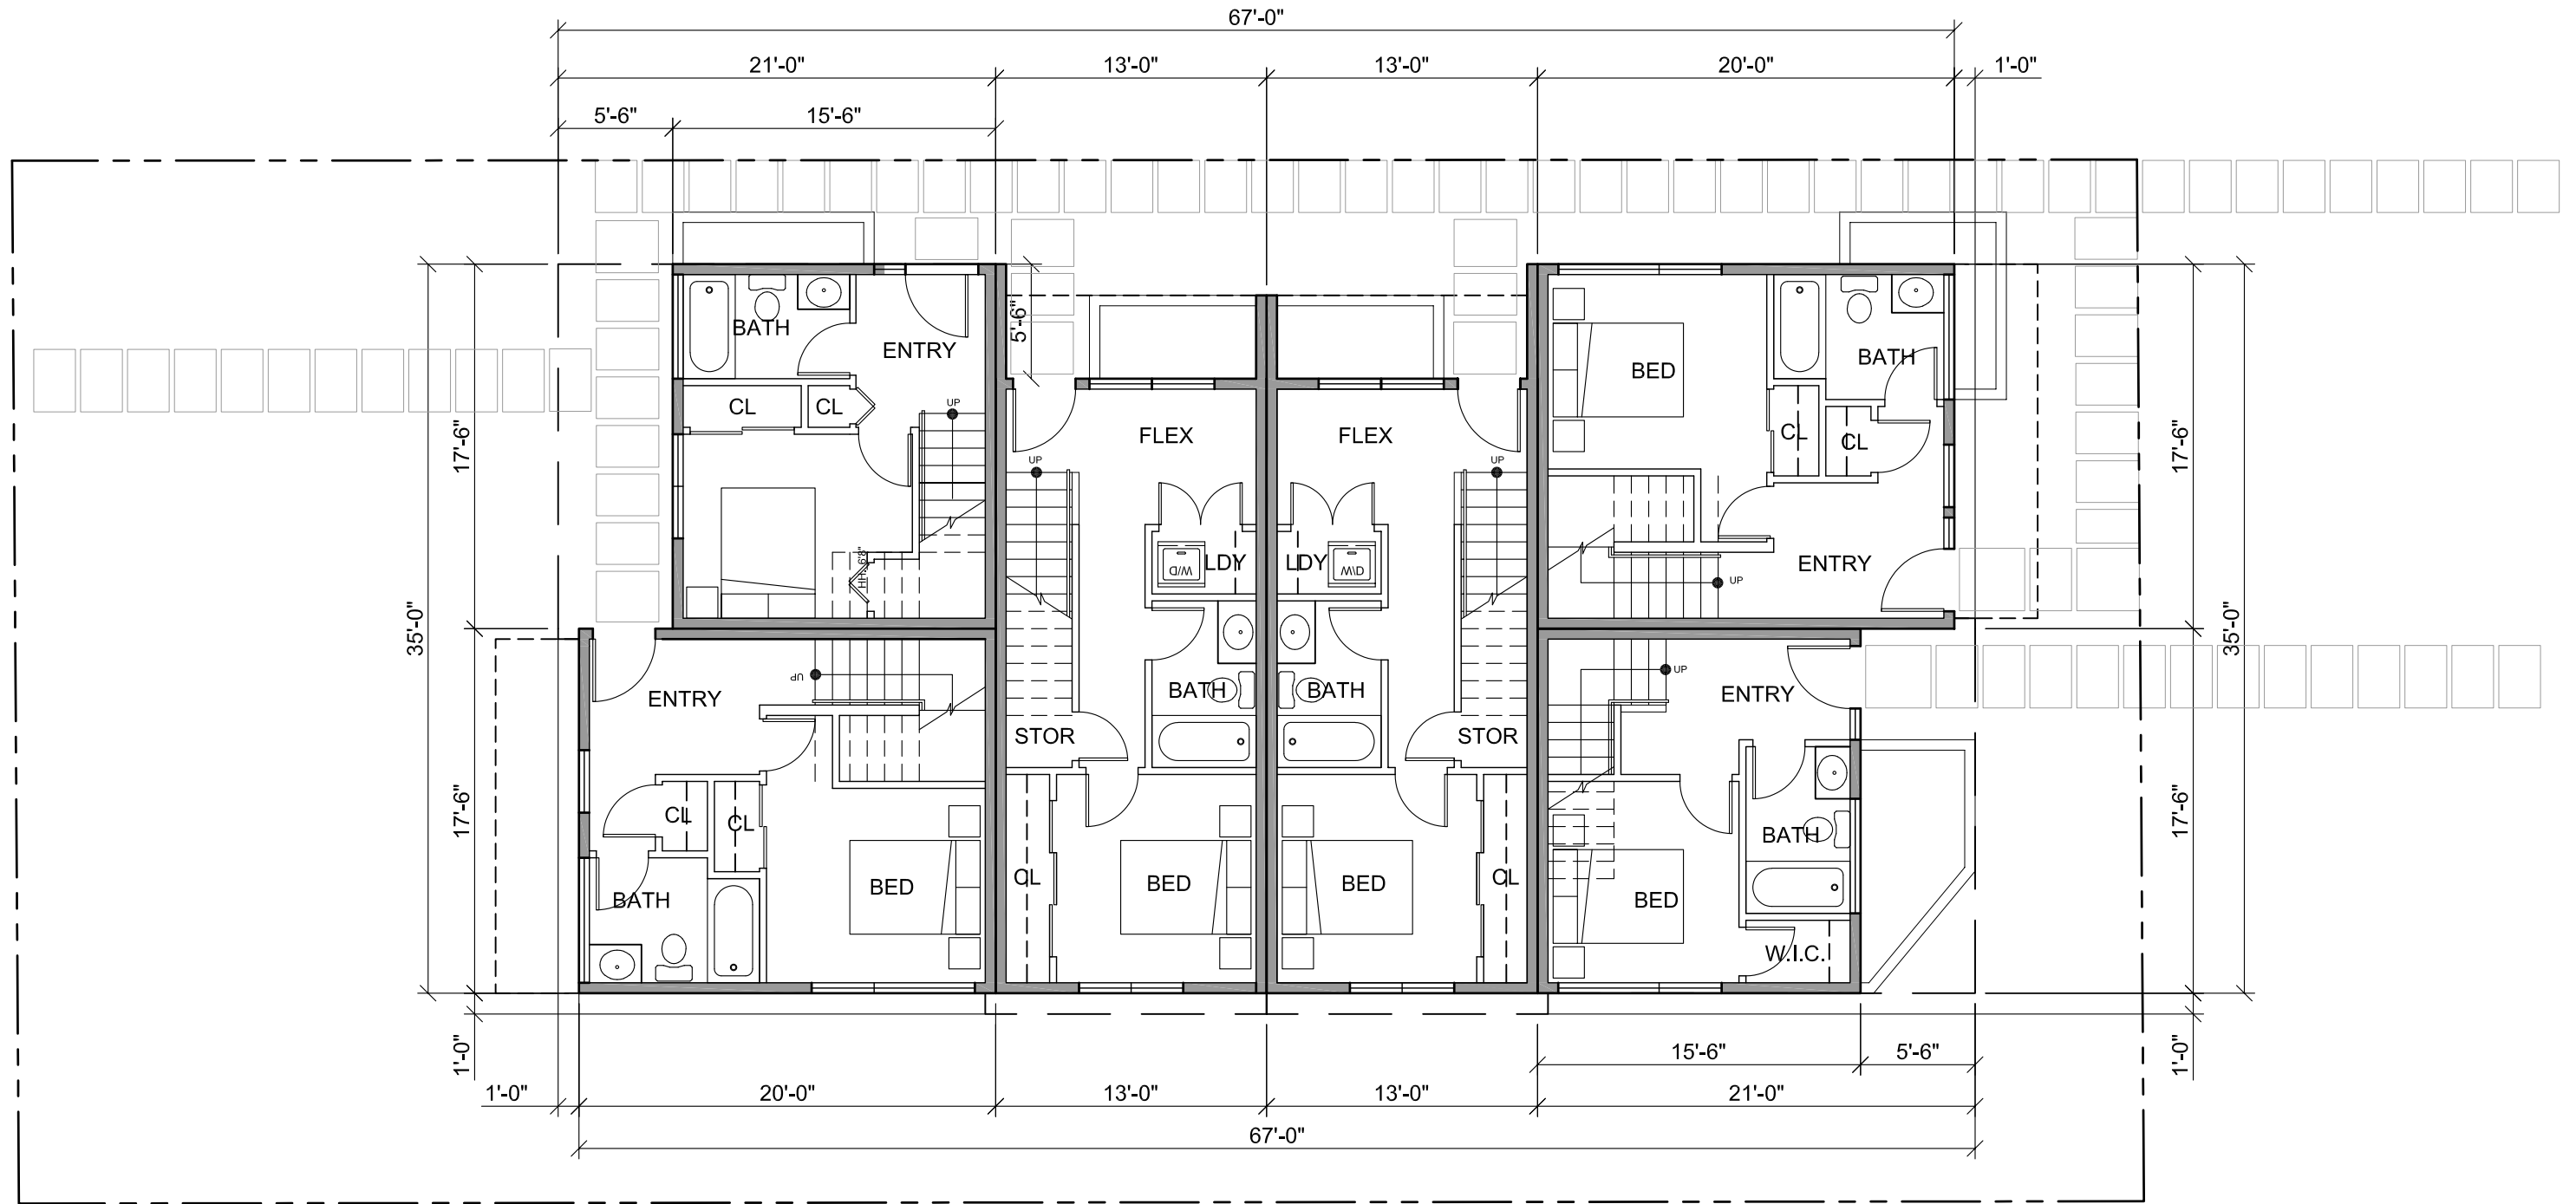 67'-0"
21'-0" 13'-0" 13'-0" 20'-0" 1'-0"
5'-6" 15'-6"
BATH
ENTRY
5'-6"
BED
BATH
CL
CL
UP
FLEX
FLEX
CL
CL
17'-6"
17'-6"
UP
UP
HH: 6'8"
W/D
LDY
LDY
W/D
ENTRY
UP
35'-0"
35'-0"
UP
ENTRY
BATH
BATH
UP
ENTRY
STOR
STOR
CL
CL
17'-6"
17'-6"
BATH
BED
CL
BED
BED
CL
BED
BATH
W.I.C.
1'-0"
1'-0"
15'-6" 5'-6"
1'-0" 20'-0" 13'-0" 13'-0" 21'-0"
67'-0"